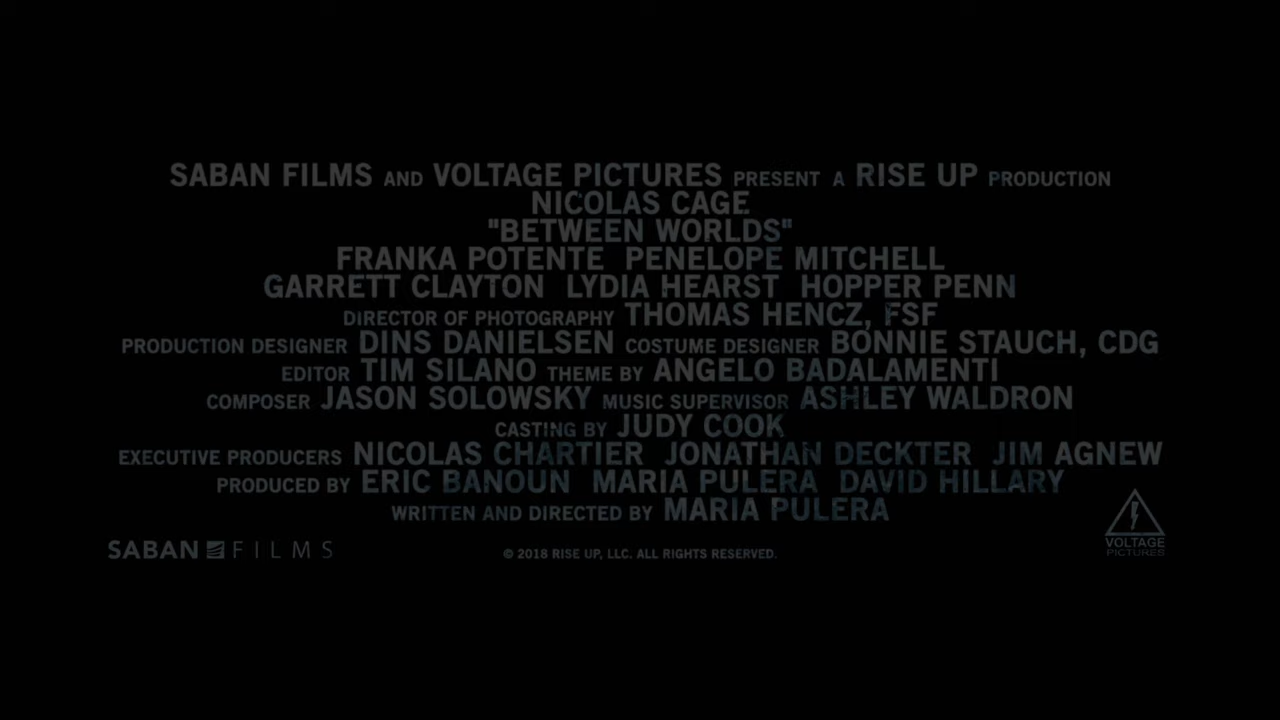 SABAN FILMS AND VOLTAGE PICTURES PRESENT A RISE UP PRODUCTION
NICOLAS CAGE
"BETWEEN WORLDS"
FRANKA POTENTE PENELOPE MITCHELL
GARRETT CLAYTON LYDIA HEARST HOPPER PENN
DIRECTOR OF PHOTOGRAPHY THOMAS HENCZ, FSF
PRODUCTION DESIGNER DINS DANIELSEN COSTUME DESIGNER BONNIE STAUCH, CDG
EDITOR TIM SILANO THEME BY ANGELO BADALAMENTI
COMPOSER JASON SOLOWSKY MUSIC SUPERVISOR ASHLEY WALDRON
CASTING BY JUDY COOK
EXECUTIVE PRODUCERS NICOLAS CHARTIER JONATHAN DECKTER JIM AGNEW
PRODUCED BY ERIC BANOUN MARIA PULERA DAVID HILLARY
WRITTEN AND DIRECTED BY MARIA PULERA
SABAN FILMS
© 2018 RISE UP, LLC. ALL RIGHTS RESERVED.
VOLTAGE
PICTURES